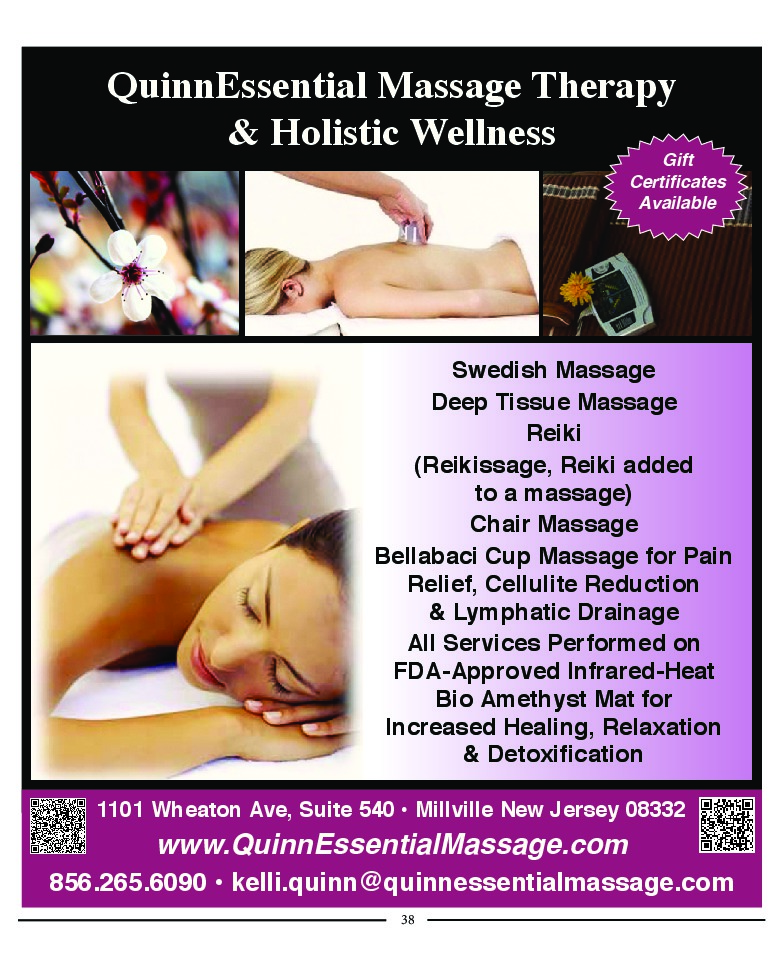 QuinnEssential Massage Therapy
& Holistic Wellness
Gift
Certificates
Available
Swedish Massage
Deep Tissue Massage
Reiki
(Reikissage, Reiki added
to a massage)
Chair Massage
Bellabaci Cup Massage for Pain
Relief, Cellulite Reduction
& Lymphatic Drainage
All Services Performed on
FDA-Approved Infrared-Heat
Bio Amethyst Mat for
Increased Healing, Relaxation
& Detoxification
1101 Wheaton Ave, Suite 540 • Millville New Jersey 08332
www.QuinnEssentialMassage.com
856.265.6090 • kelli.quinn@quinnessentialmassage.com
38